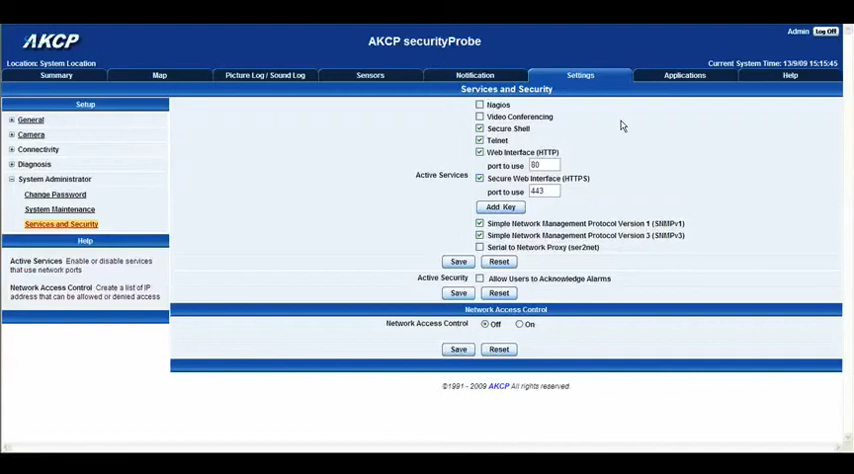 AKCP
AKCP securityProbe
Admin Log Off
Location: System Location
Current System Time: 13/9/09 15:15:45
Summary Map Picture Log / Sound Log Sensors Notification Settings Applications Help
Setup
General
Camera
Connectivity
Diagnosis
System Administrator
Change Password
System Maintenance
Services and Security
Help
Active Services Enable or disable services
that use network ports
Network Access Control Create a list of IP
address that can be allowed or denied access
Services and Security
Active Services
Nagios
Video Conferencing
Secure Shell
Telnet
Web Interface (HTTP)
port to use 80
Secure Web Interface (HTTPS)
port to use 443
Add Key
Simple Network Management Protocol Version 1 (SNMPv1)
Simple Network Management Protocol Version 3 (SNMPv3)
Serial to Network Proxy (ser2net)
Save Reset
Active Security Allow Users to Acknowledge Alarms
Save Reset
Network Access Control
Network Access Control Off On
Save Reset
©1991 - 2009 AKCP All rights reserved.